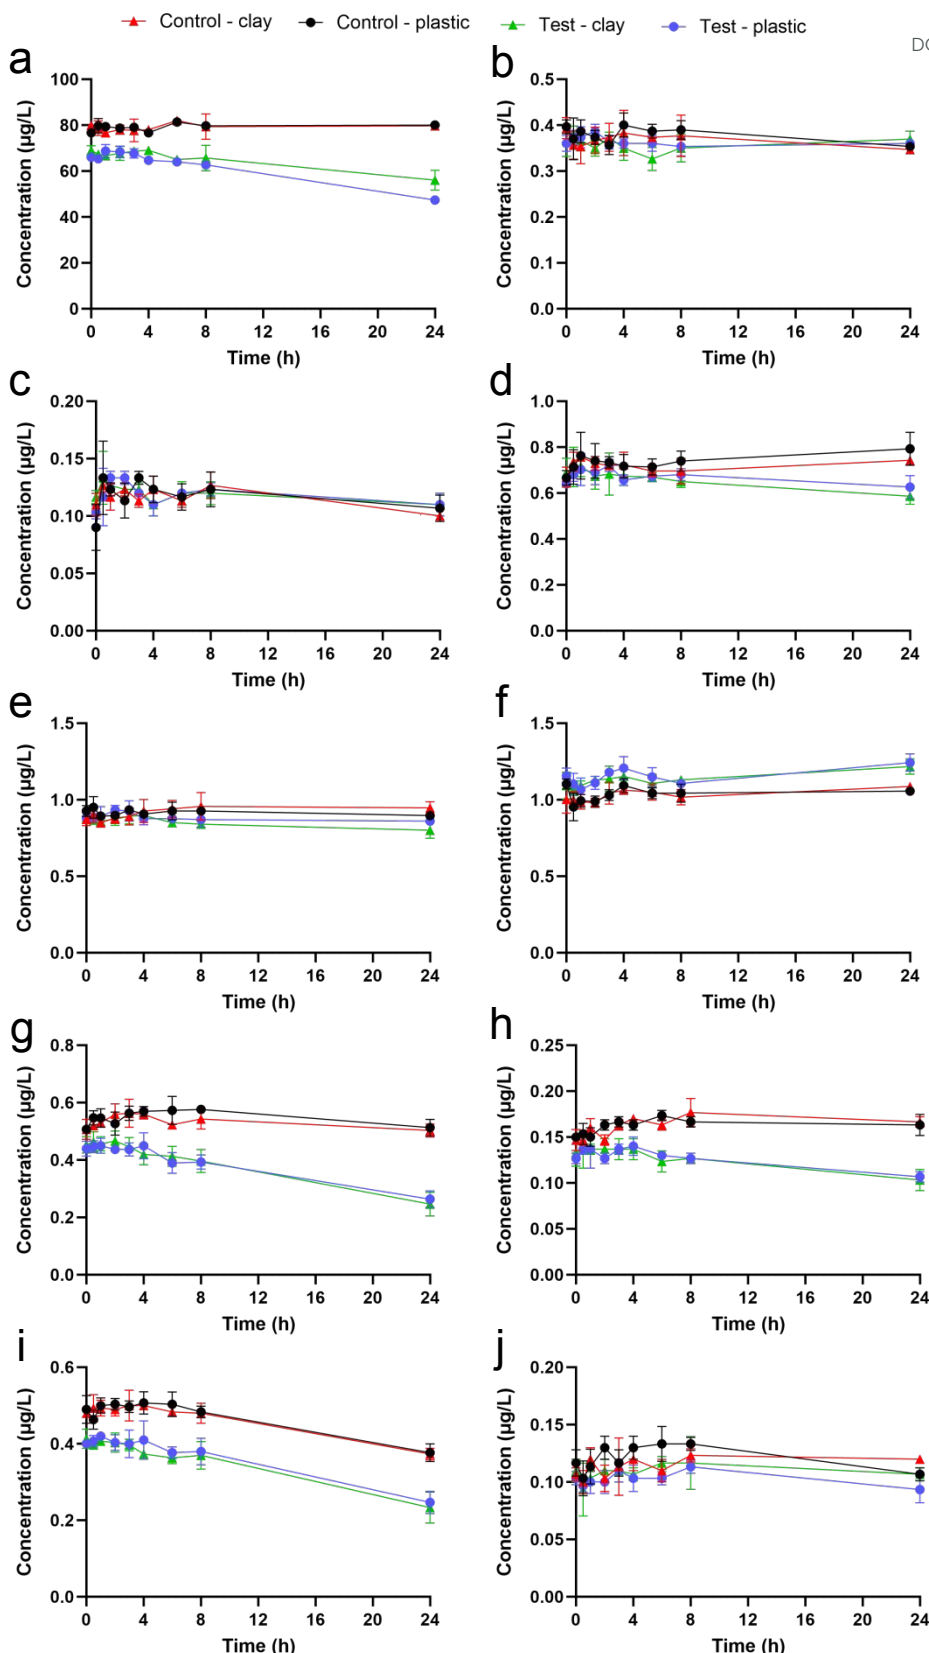 Control - clay Control - plastic Test - clay Test - plastic
DO
a b
Concentration (µg/L) Concentration (µg/L)
100 0.5
80 0.4
60 0.3
40 0.2
20 0.1
0 0.0
0 4 8 12 16 20 24 0 4 8 12 16 20 24
Time (h) Time (h)
c d
Concentration (µg/L) Concentration (µg/L)
0.20 1.0
0.15 0.8
0.10 0.6
0.05 0.4
0.00 0.2
0.0
0 4 8 12 16 20 24 0 4 8 12 16 20 24
Time (h) Time (h)
e f
Concentration (µg/L) Concentration (µg/L)
1.5 1.5
1.0 1.0
0.5 0.5
0.0 0.0
0 4 8 12 16 20 24 0 4 8 12 16 20 24
Time (h) Time (h)
g h
Concentration (µg/L) Concentration (µg/L)
0.8 0.25
0.6 0.20
0.4 0.15
0.2 0.10
0.0 0.05
0.00
0 4 8 12 16 20 24 0 4 8 12 16 20 24
Time (h) Time (h)
i j
Concentration (µg/L) Concentration (µg/L)
0.6 0.20
0.4 0.15
0.2 0.10
0.0 0.05
0.00
0 4 8 12 16 20 24 0 4 8 12 16 20 24
Time (h) Time (h)